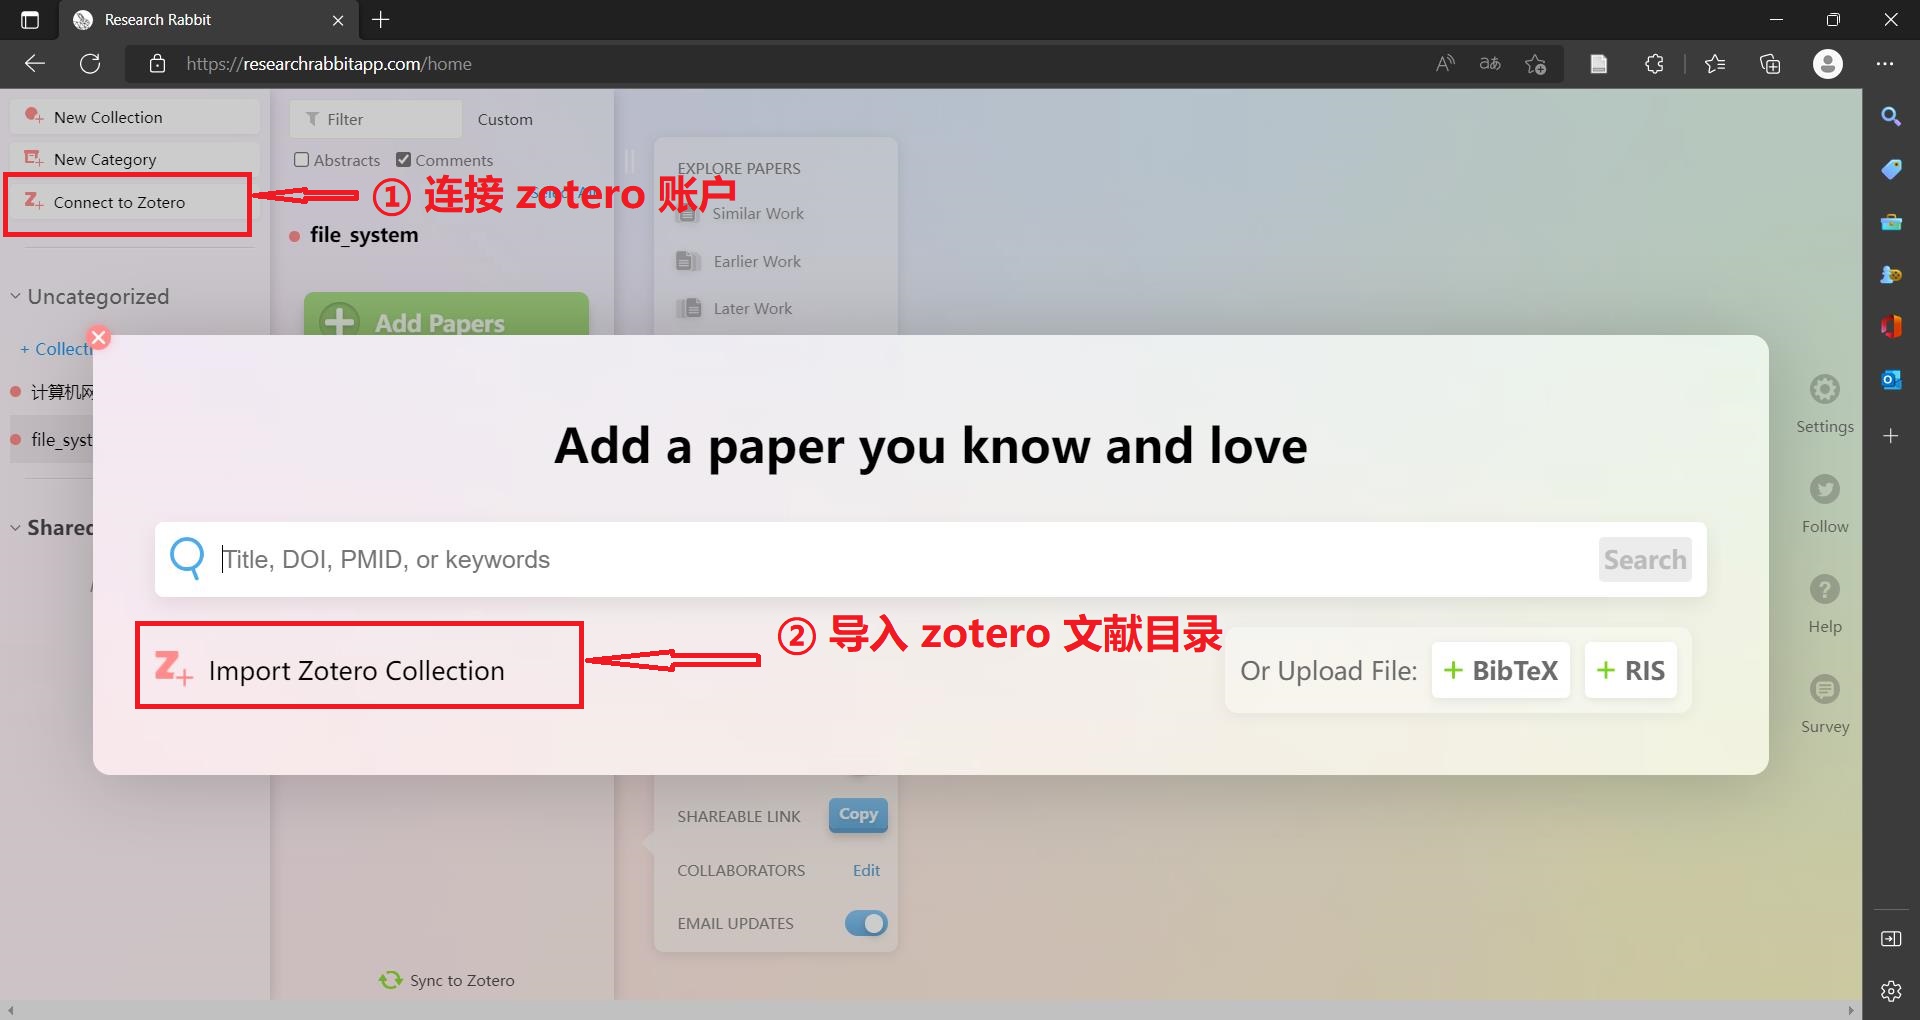 Research Rabbit
https://researchrabbitapp.com/home
New Collection
New Category
Connect to Zotero
Filter
Custom
Abstracts
Comments
① 连接 zotero 账户
file_system
Add Papers
EXPLORE PAPERS
Similar Work
Earlier Work
Later Work
Uncategorized
+ Collecti
计算机网
file_syst
Shared
Add a paper you know and love
Title, DOI, PMID, or keywords
Search
② 导入 zotero 文献目录
Z+ Import Zotero Collection
Or Upload File:
+ BibTeX
+ RIS
SHAREABLE LINK
Copy
COLLABORATORS
Edit
EMAIL UPDATES
Sync to Zotero
Settings
Follow
Help
Survey